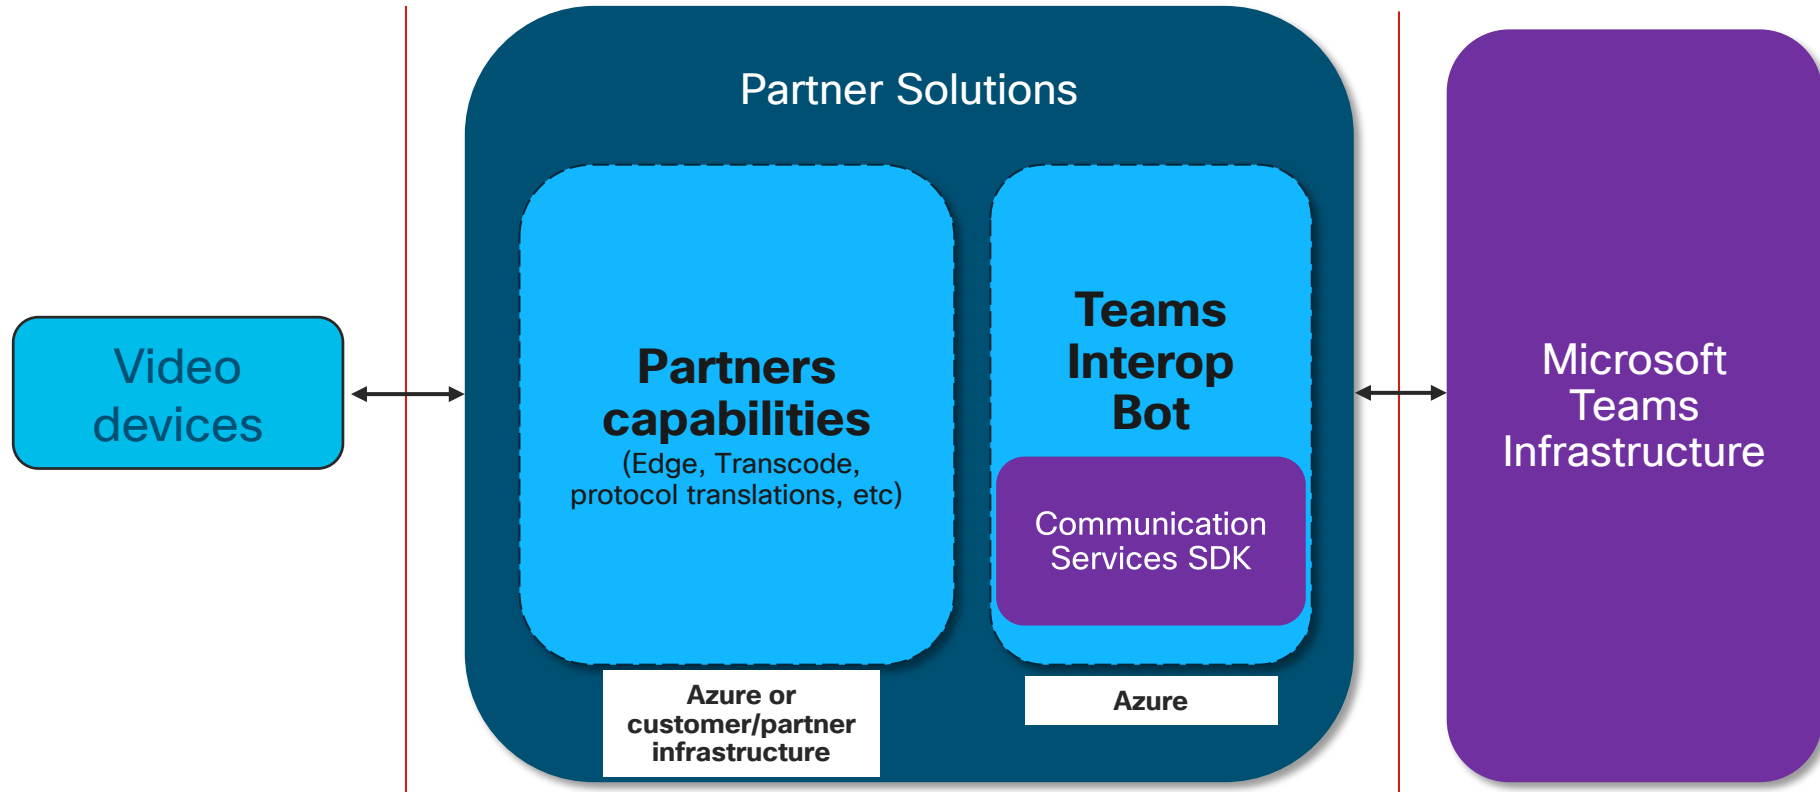 Partner Solutions
Video
devices
Partners
capabilities
(Edge, Transcode,
protocol translations, etc)
Azure or
customer/partner
infrastructure
Teams
Interop
Bot
Communication
Services SDK
Azure
Microsoft
Teams
Infrastructure